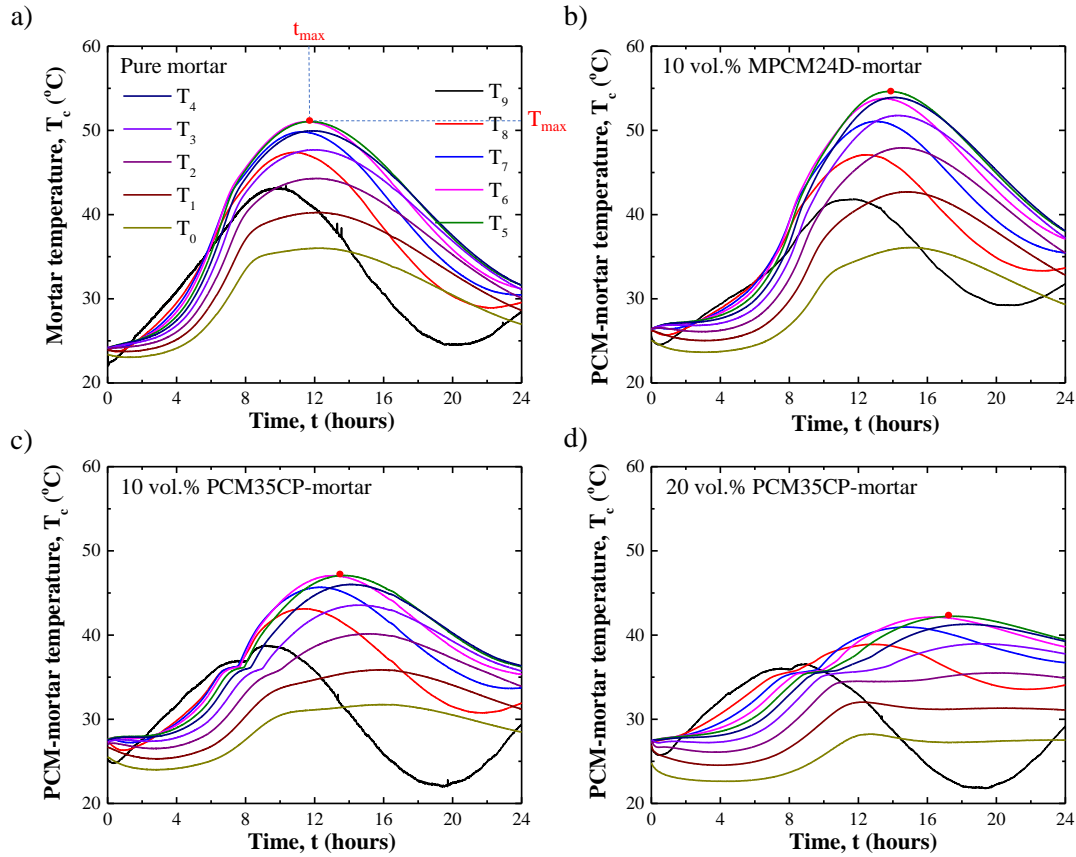 a)
t_max
60
50
40
30
20
Mortar temperature, T_c (°C)
Pure mortar
T_4
T_3
T_2
T_1
T_0
T_9
T_8
T_7
T_6
T_5
T_max
0 4 8 12 16 20 24
Time, t (hours)
b)
60
50
40
30
20
PCM-mortar temperature, T_c (°C)
10 vol.% MPCM24D-mortar
0 4 8 12 16 20 24
Time, t (hours)
c)
60
50
40
30
20
PCM-mortar temperature, T_c (°C)
10 vol.% PCM35CP-mortar
0 4 8 12 16 20 24
Time, t (hours)
d)
60
50
40
30
20
PCM-mortar temperature, T_c (°C)
20 vol.% PCM35CP-mortar
0 4 8 12 16 20 24
Time, t (hours)